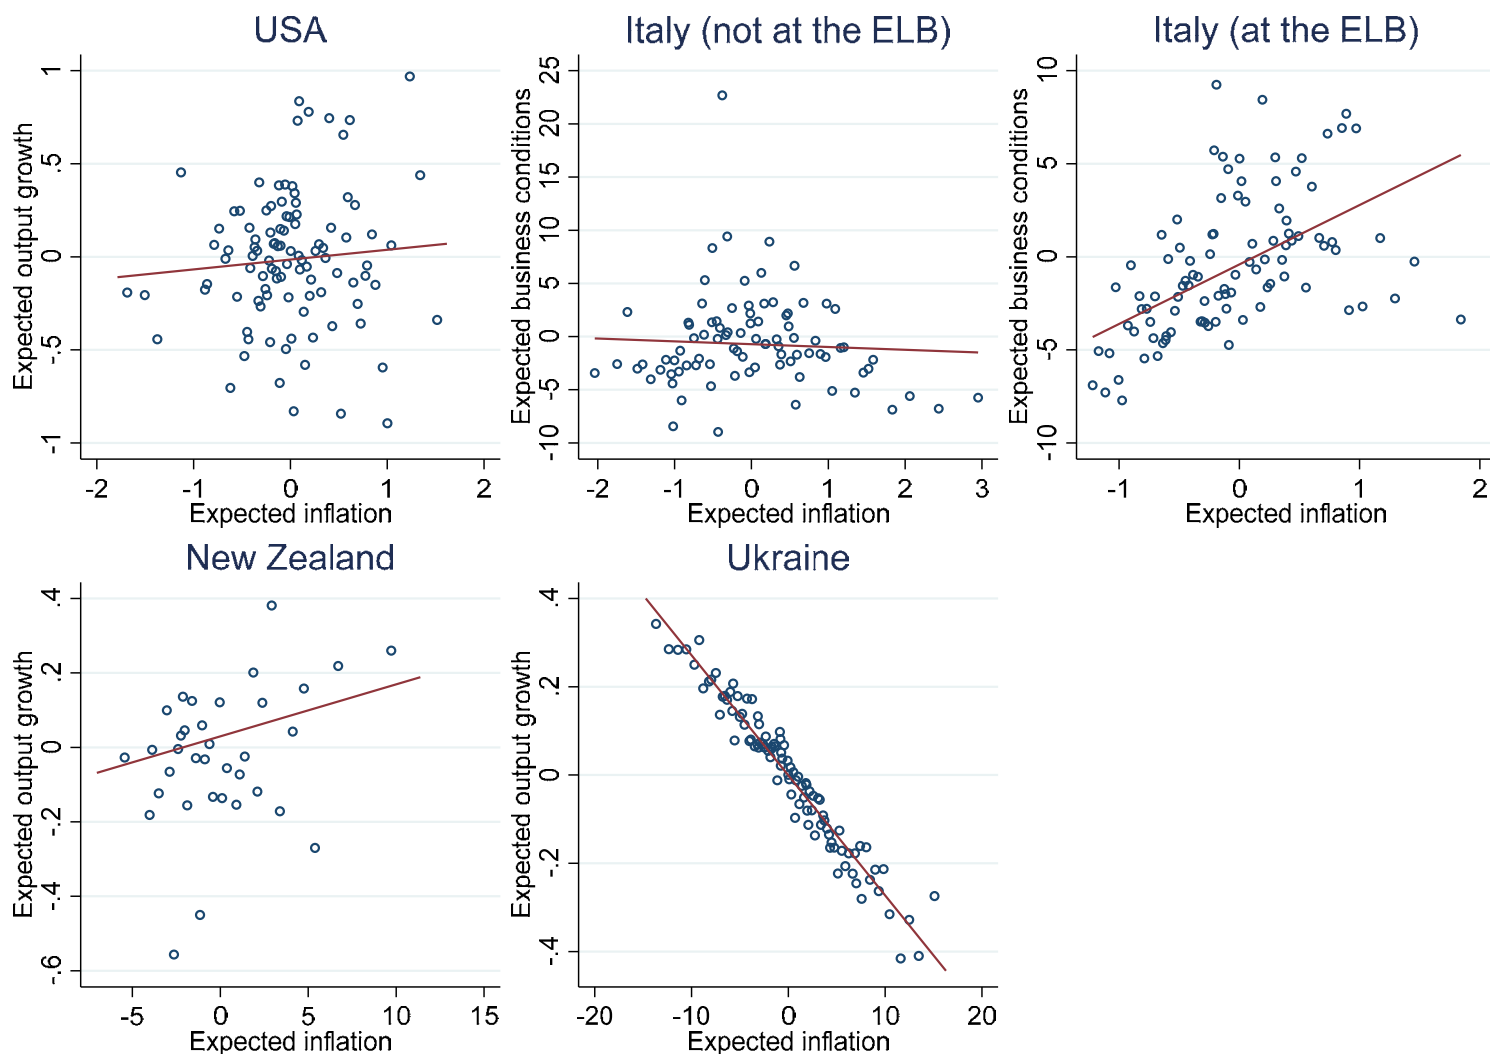 USA
Expected output growth
1
.5
0
-.5
-1
-2 -1 0 1 2
Expected inflation
Italy (not at the ELB)
Expected business conditions
25
20
15
10
5
0
-5
-10
-2 -1 0 1 2 3
Expected inflation
Italy (at the ELB)
Expected business conditions
10
5
0
-5
-10
-1 0 1 2
Expected inflation
New Zealand
Expected output growth
.4
.2
0
-.2
-.4
-.6
-5 0 5 10 15
Expected inflation
Ukraine
Expected output growth
.4
.2
0
-.2
-.4
-20 -10 0 10 20
Expected inflation